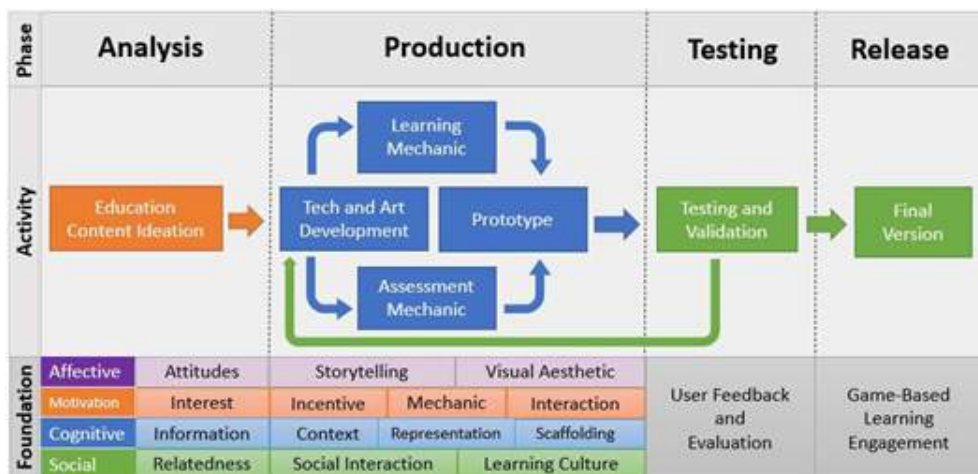 Phase
Analysis
Production
Testing
Release
Activity
Education
Content Ideation
Learning
Mechanic
Tech and Art
Development
Prototype
Assessment
Mechanic
Testing and
Validation
Final
Version
Foundation
Affective
Attitudes
Storytelling
Visual Aesthetic
Motivation
Interest
Incentive
Mechanic
Interaction
Cognitive
Information
Context
Representation
Scaffolding
Social
Relatedness
Social Interaction
Learning Culture
User Feedback
and
Evaluation
Game-Based
Learning
Engagement